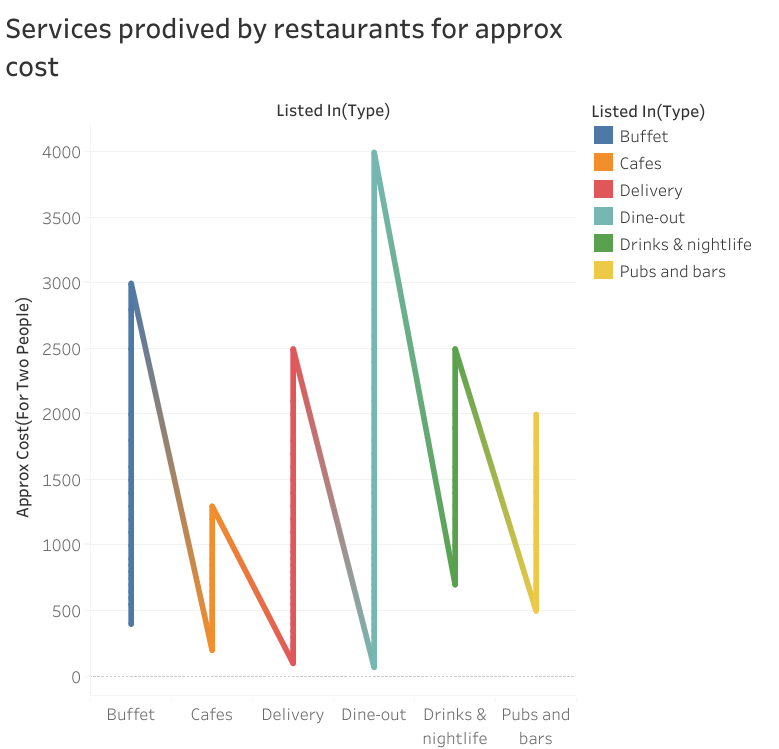 Services prodived by restaurants for approx
cost
Listed In(Type)
Listed In(Type)
Buffet
Cafes
Delivery
Dine-out
Drinks & nightlife
Pubs and bars
Approx Cost(For Two People)
4000
3500
3000
2500
2000
1500
1000
500
0
Buffet
Cafes
Delivery
Dine-out
Drinks &
nightlife
Pubs and
bars